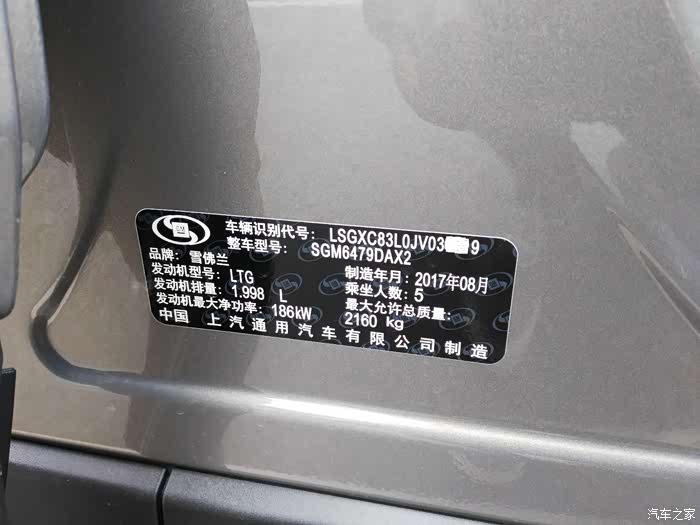 车辆识别代号: LSGXC83L0JV03 9
整车型号: SGM6479DAX2
品牌: 雪佛兰
发动机型号: LTG 制造年月: 2017年08月
发动机排量: 1.998 L 乘坐人数: 5
发动机最大净功率: 186kW 最大允许总质量: 2160 kg
中国 上汽通用汽车有限公司制造
汽车之家